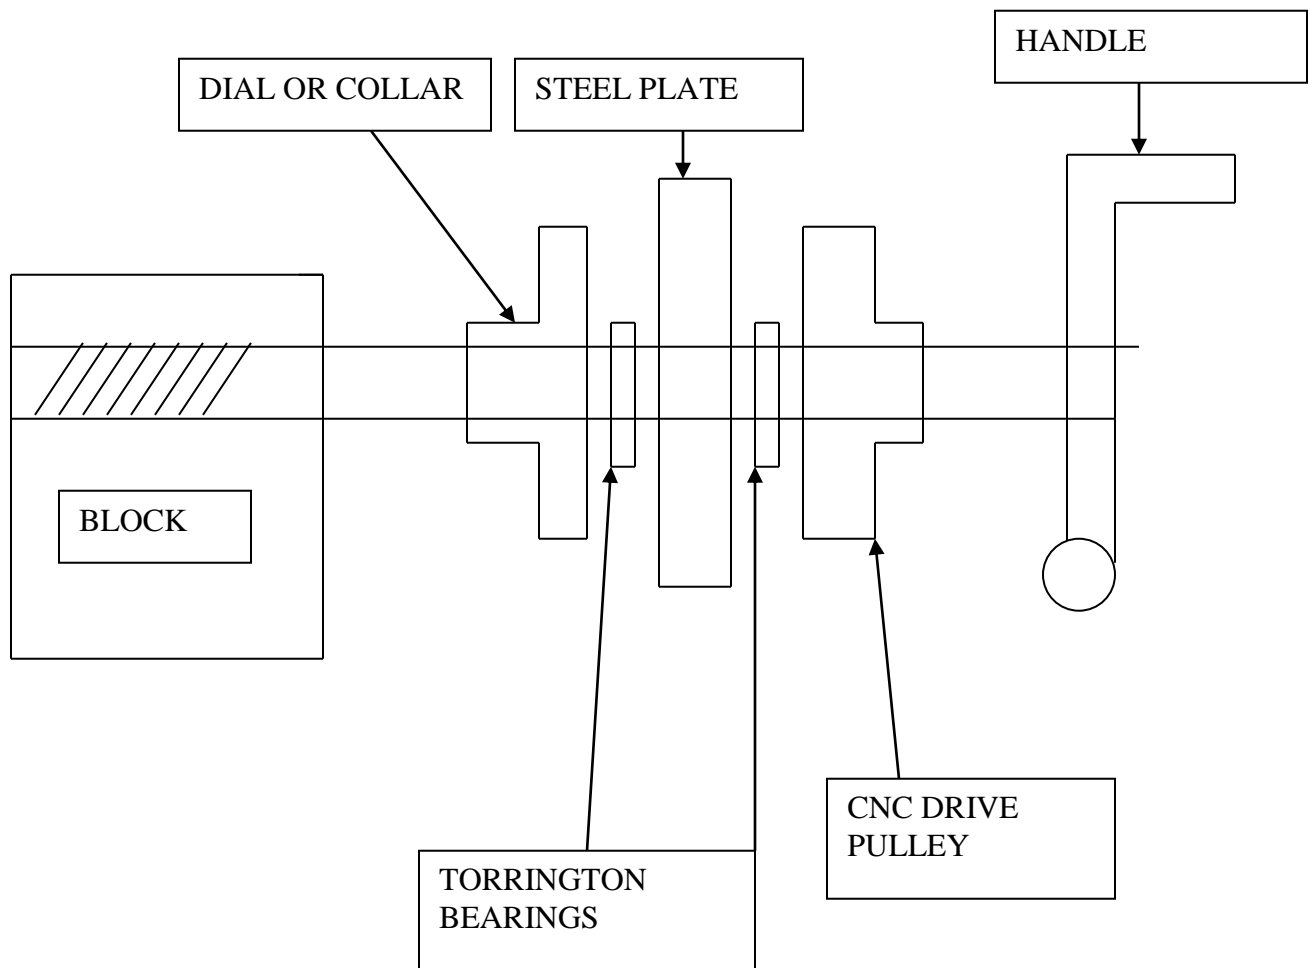 HANDLE
DIAL OR COLLAR
STEEL PLATE
BLOCK
CNC DRIVE
PULLEY
TORRINGTON
BEARINGS